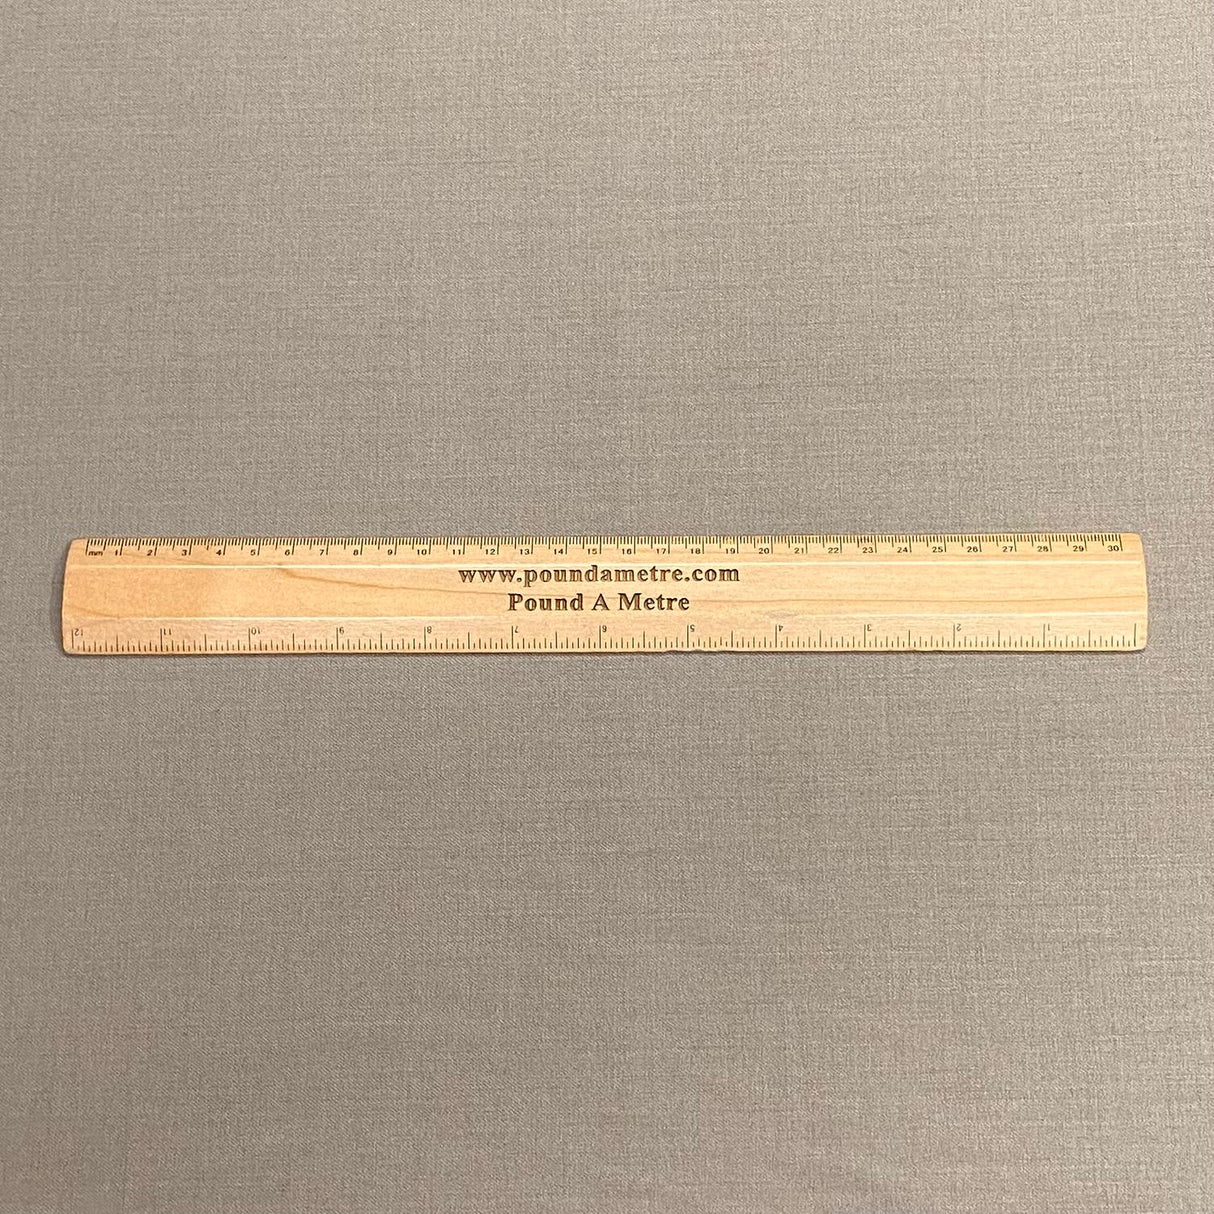 mm 1 2 3 4 5 6 7 8 9 10 11 12 13 14 15 16 17 18 19 20 21 22 23 24 25 26 27 28 29 30
www.poundametre.com
Pound A Metre
12 11 10 9 8 7 6 5 4 3 2 1